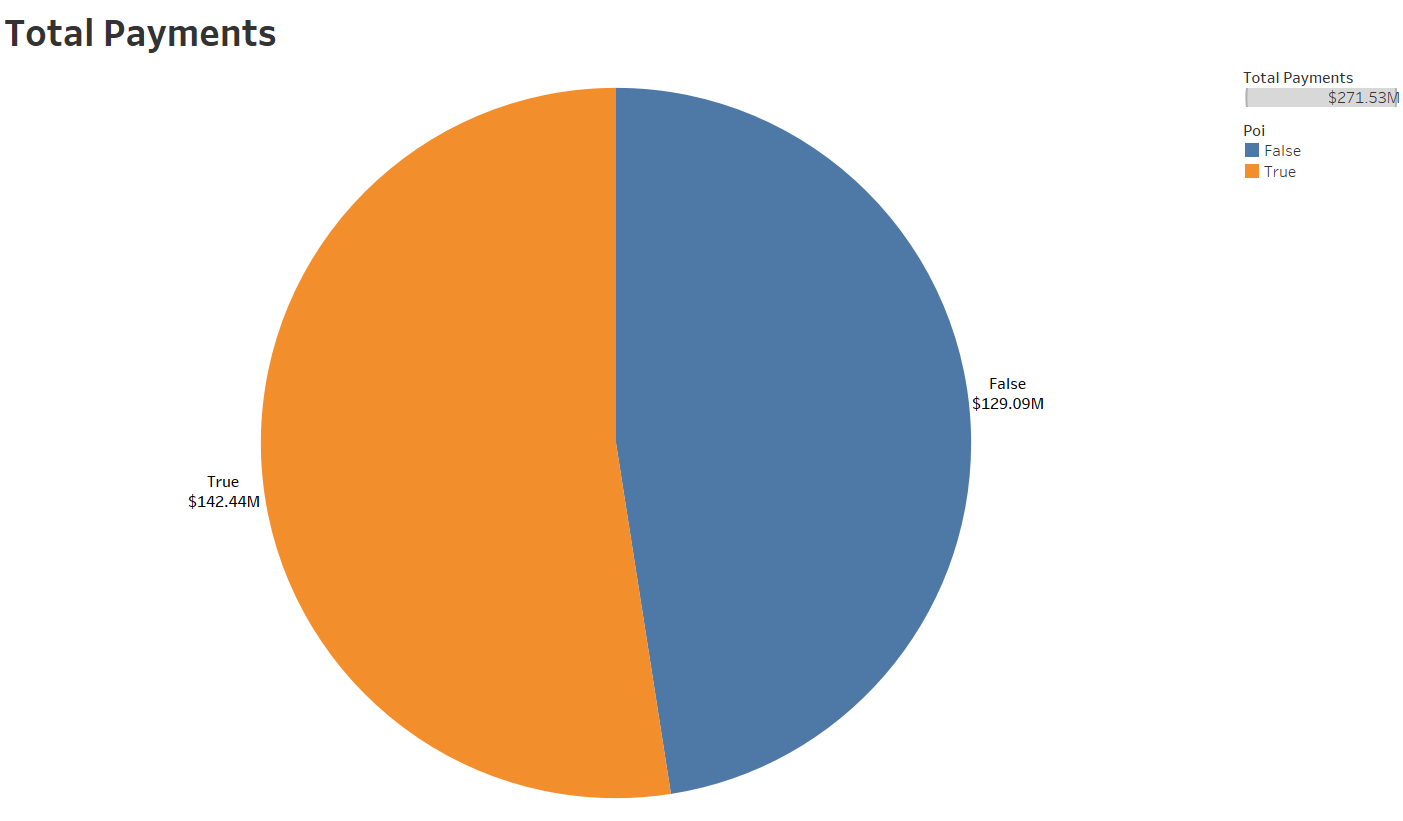 Total Payments
Total Payments
$271.53M
Poi
False
True
False
$129.09M
True
$142.44M